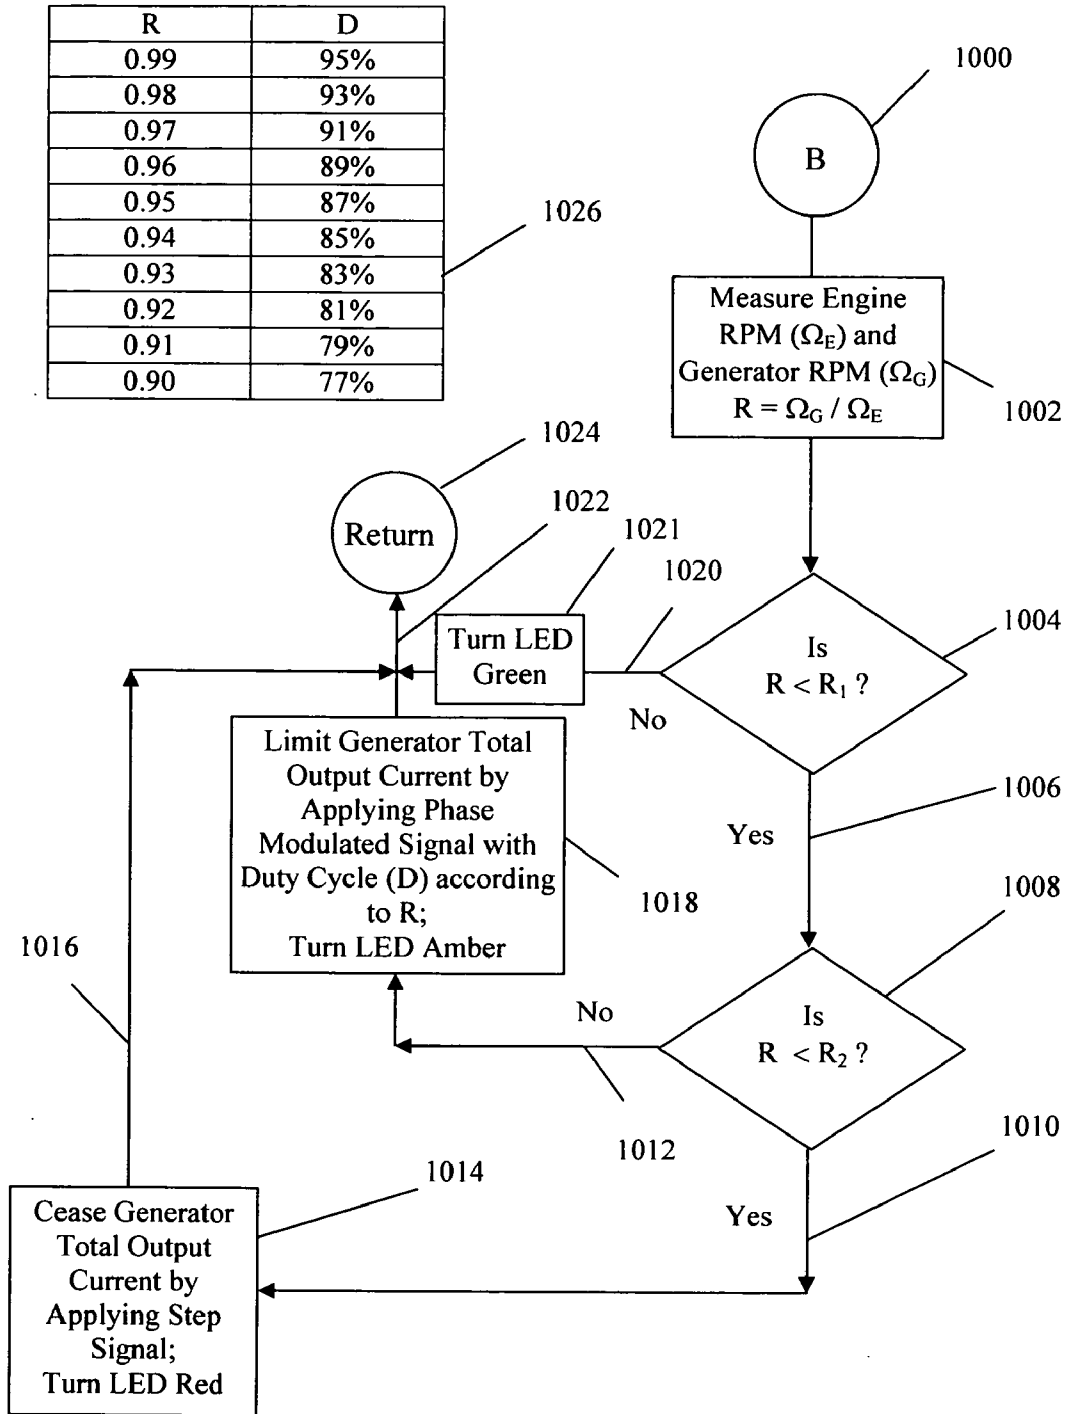 R D
0.99 95%
0.98 93%
0.97 91%
0.96 89%
0.95 87%
0.94 85%
0.93 83%
0.92 81%
0.91 79%
0.90 77%
1026
1000
B
Measure Engine
RPM (Ω_E) and
Generator RPM (Ω_G)
R = Ω_G / Ω_E
1002
1024
Return
1022
1021
1020
Turn LED
Green
No
Is
R < R₁ ?
1004
Limit Generator Total
Output Current by
Applying Phase
Modulated Signal with
Duty Cycle (D) according
to R;
Turn LED Amber
1018
Yes
1006
1008
Is
R < R₂ ?
No
1012
1010
Yes
1016
1014
Cease Generator
Total Output
Current by
Applying Step
Signal;
Turn LED Red